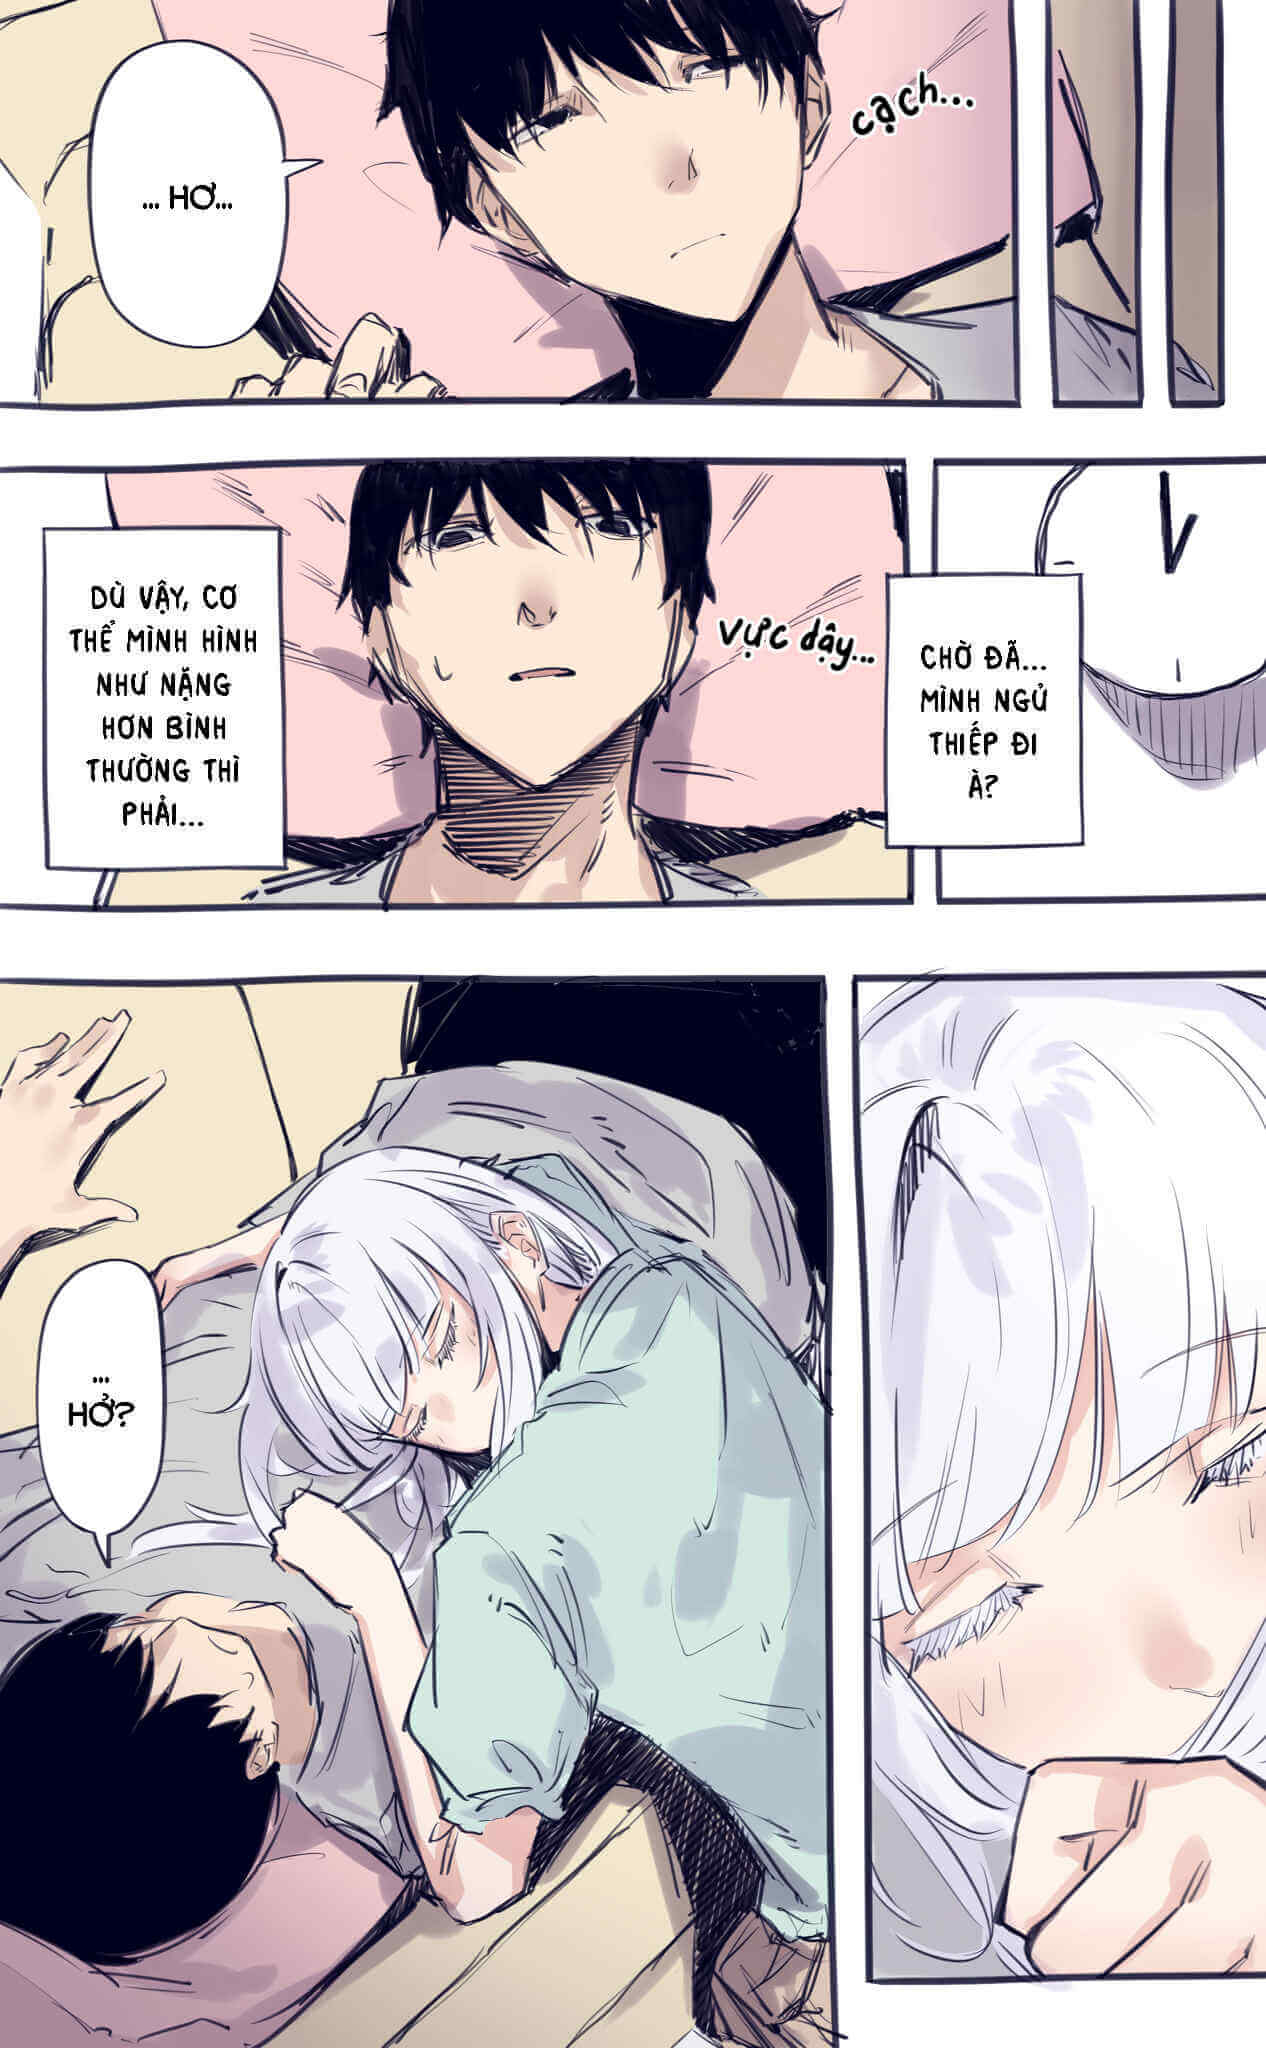 cạch...
... HƠ...
CHỜ ĐÃ...
MÌNH NGỦ
THIẾP ĐI
À?
vực dậy...
DÙ VẬY, CƠ
THỂ MÌNH HÌNH
NHƯ NẶNG
HƠN BÌNH
THƯỜNG THÌ
PHẢI...
...
HỞ?